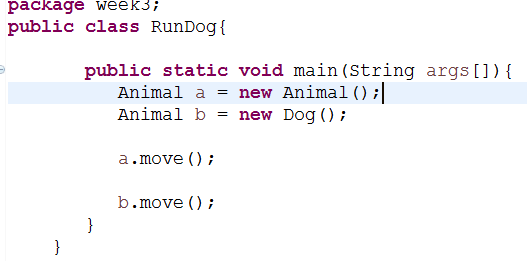 package week3;
public class RunDog{
public static void main(String args[]){
Animal a = new Animal();
Animal b = new Dog();
a.move();
b.move();
}
}